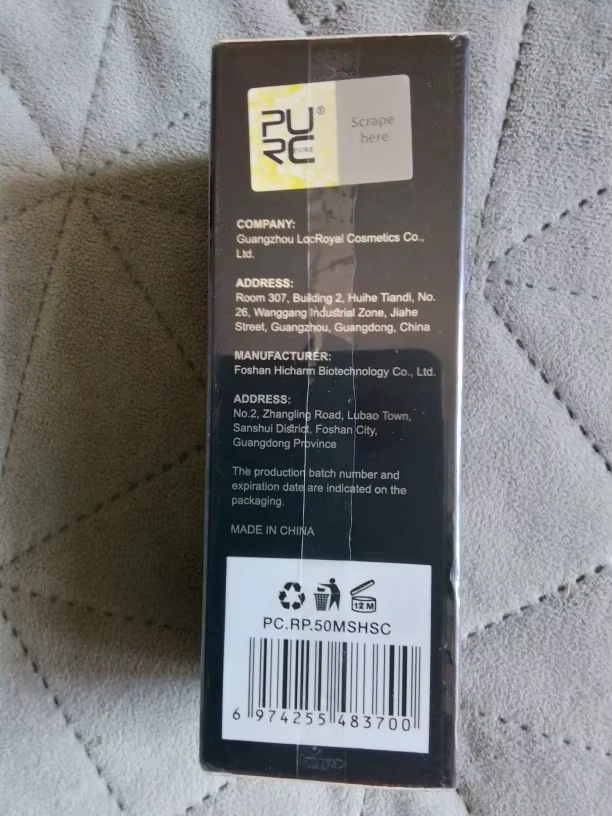 PU®
RC PURE
Scrape
here
COMPANY:
Guangzhou LocRoyal Cosmetics Co.,
Ltd.
ADDRESS:
Room 307, Building 2, Huihe Tiandi, No.
26, Wanggang Industrial Zone, Jiahe
Street, Guangzhou, Guangdong, China
MANUFACTURER:
Foshan Hicharm Biotechnology Co., Ltd.
ADDRESS:
No.2, Zhangling Road, Lubao Town,
Sanshui District, Foshan City,
Guangdong Province
The production batch number and
expiration date are indicated on the
packaging.
MADE IN CHINA
12 M
PC.RP.50MSHSC
6 974255 483700